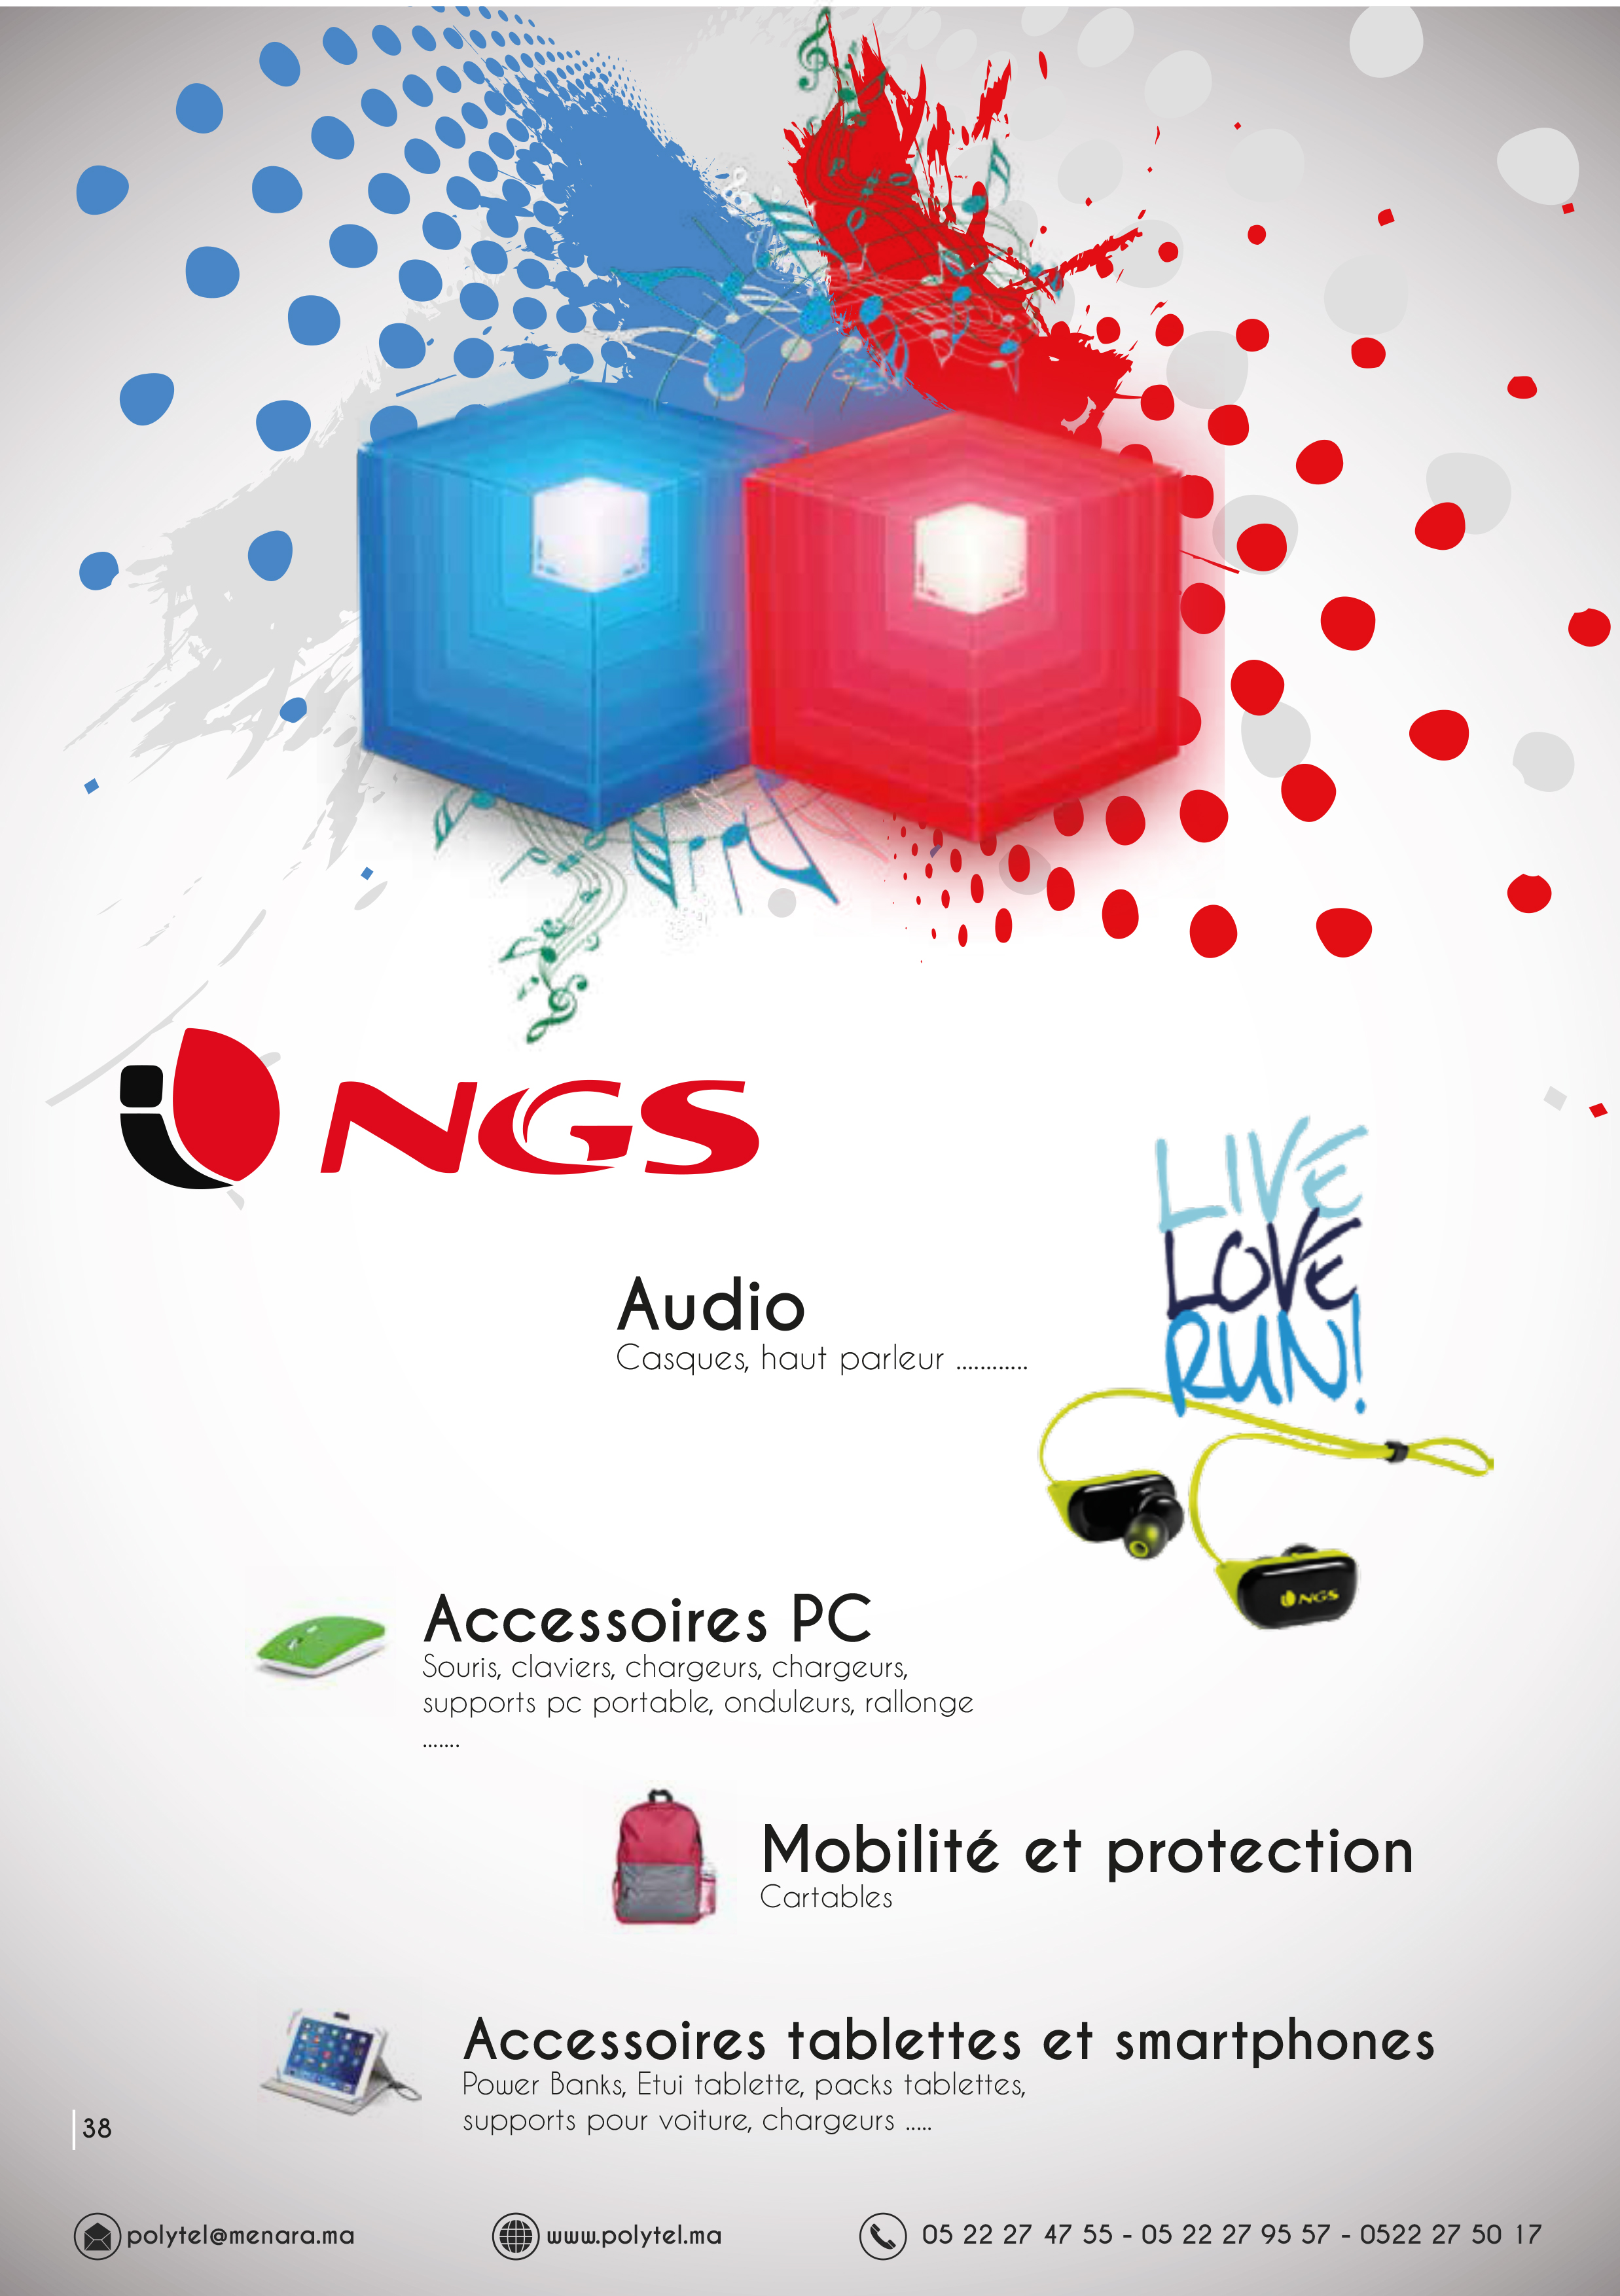 NGS
LIVE
LOVE
RUN!
Audio
Casques, haut parleur ............
NGS
Accessoires PC
Souris, claviers, chargeurs, chargeurs,
supports pc portable, onduleurs, rallonge
.......
Mobilité et protection
Cartables
Accessoires tablettes et smartphones
Power Banks, Etui tablette, packs tablettes,
supports pour voiture, chargeurs .....
38
polytel@menara.ma
www.polytel.ma
05 22 27 47 55 - 05 22 27 95 57 - 0522 27 50 17